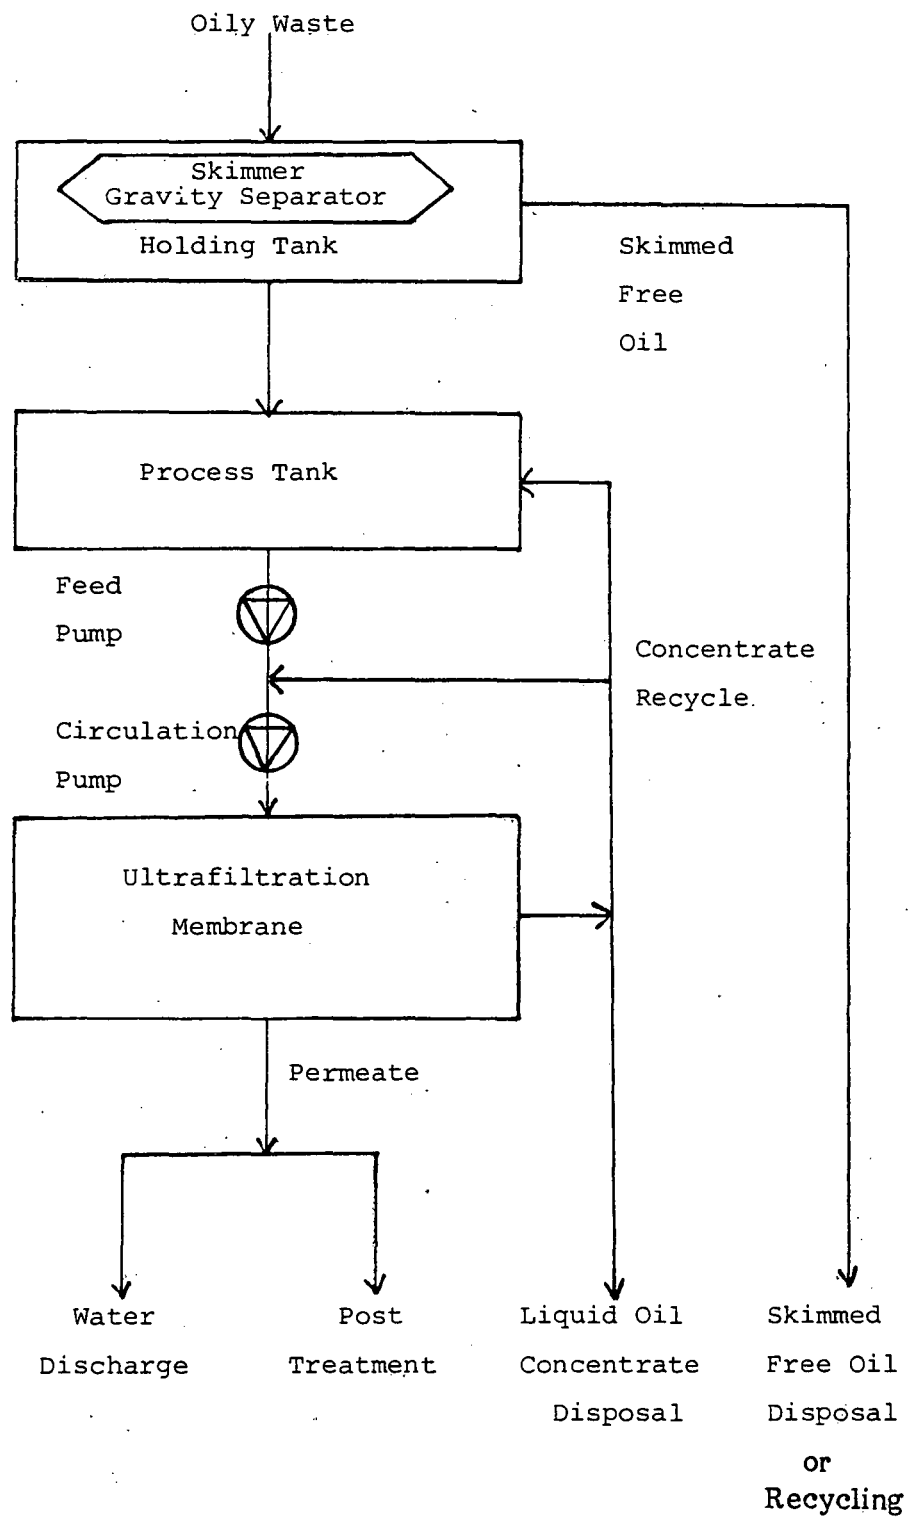 Oily Waste
Skimmer
Gravity Separator
Holding Tank
Skimmed
Free
Oil
Process Tank
Feed
Pump
Concentrate
Recycle.
Circulation
Pump
Ultrafiltration
Membrane
Permeate
Water
Discharge
Post
Treatment
Liquid Oil
Concentrate
Disposal
Skimmed
Free Oil
Disposal
or
Recycling